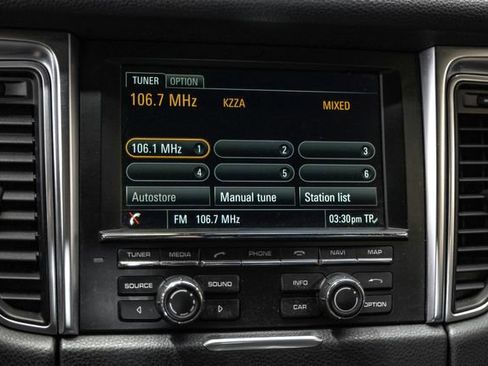 TUNER OPTION
106.7 MHz KZZA MIXED
106.1 MHz 1 2 3
4 5 6
Autostore Manual tune Station list
FM 106.7 MHz 03:30pm TP
TUNER MEDIA PHONE NAVI MAP
SOURCE SOUND INFO
CAR OPTION